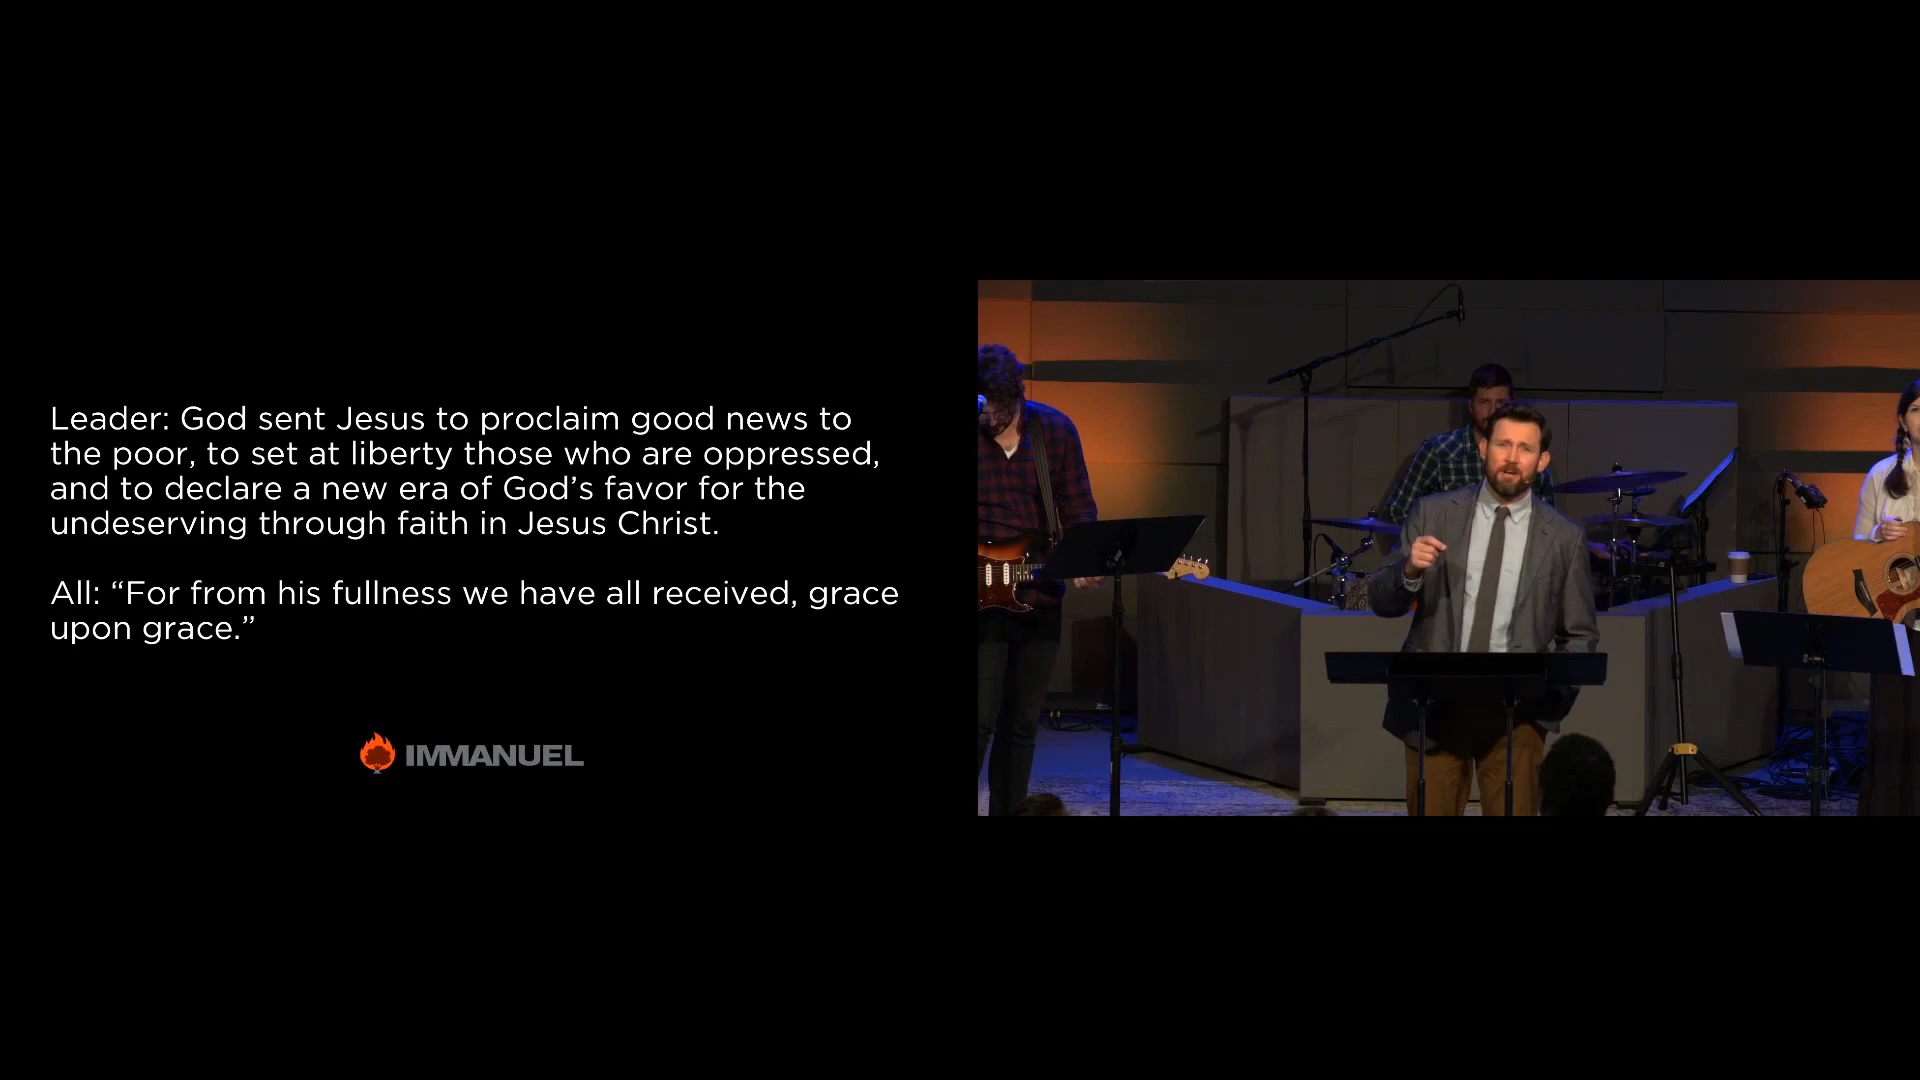 Leader: God sent Jesus to proclaim good news to
the poor, to set at liberty those who are oppressed,
and to declare a new era of God’s favor for the
undeserving through faith in Jesus Christ.
All: “For from his fullness we have all received, grace
upon grace.”
IMMANUEL